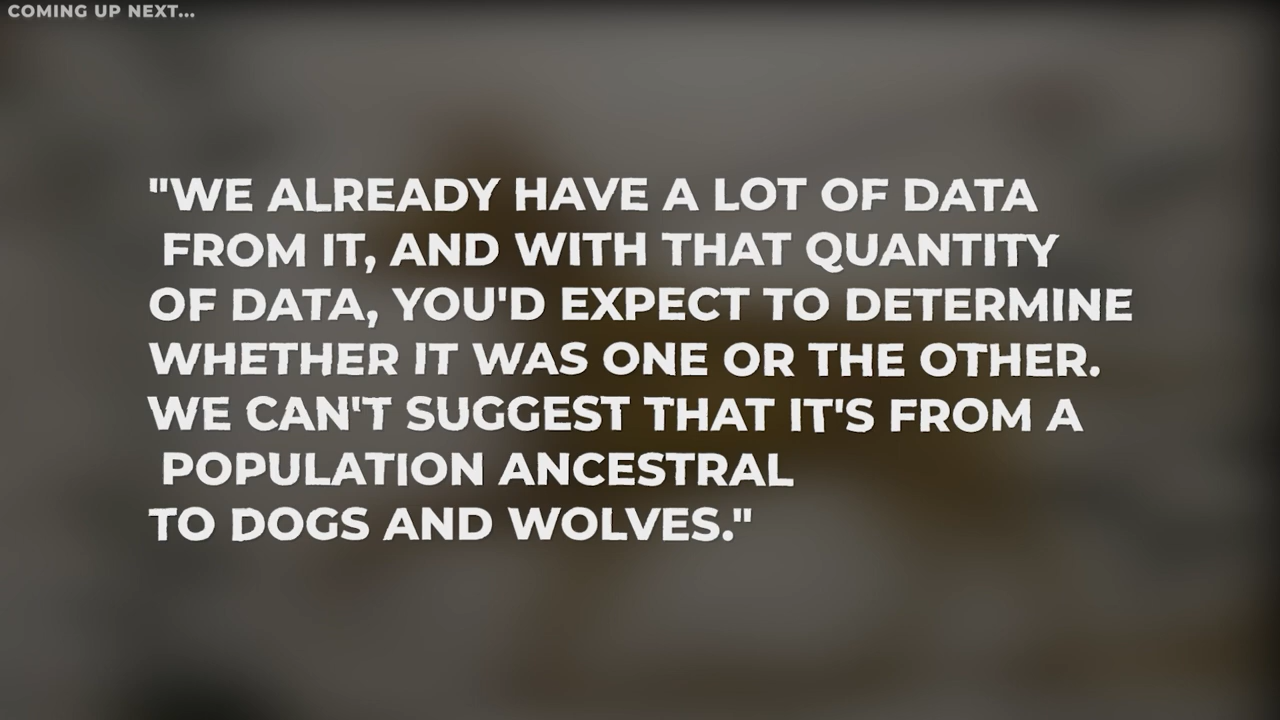 COMING UP NEXT...
"WE ALREADY HAVE A LOT OF DATA
FROM IT, AND WITH THAT QUANTITY
OF DATA, YOU'D EXPECT TO DETERMINE
WHETHER IT WAS ONE OR THE OTHER.
WE CAN'T SUGGEST THAT IT'S FROM A
POPULATION ANCESTRAL
TO DOGS AND WOLVES."